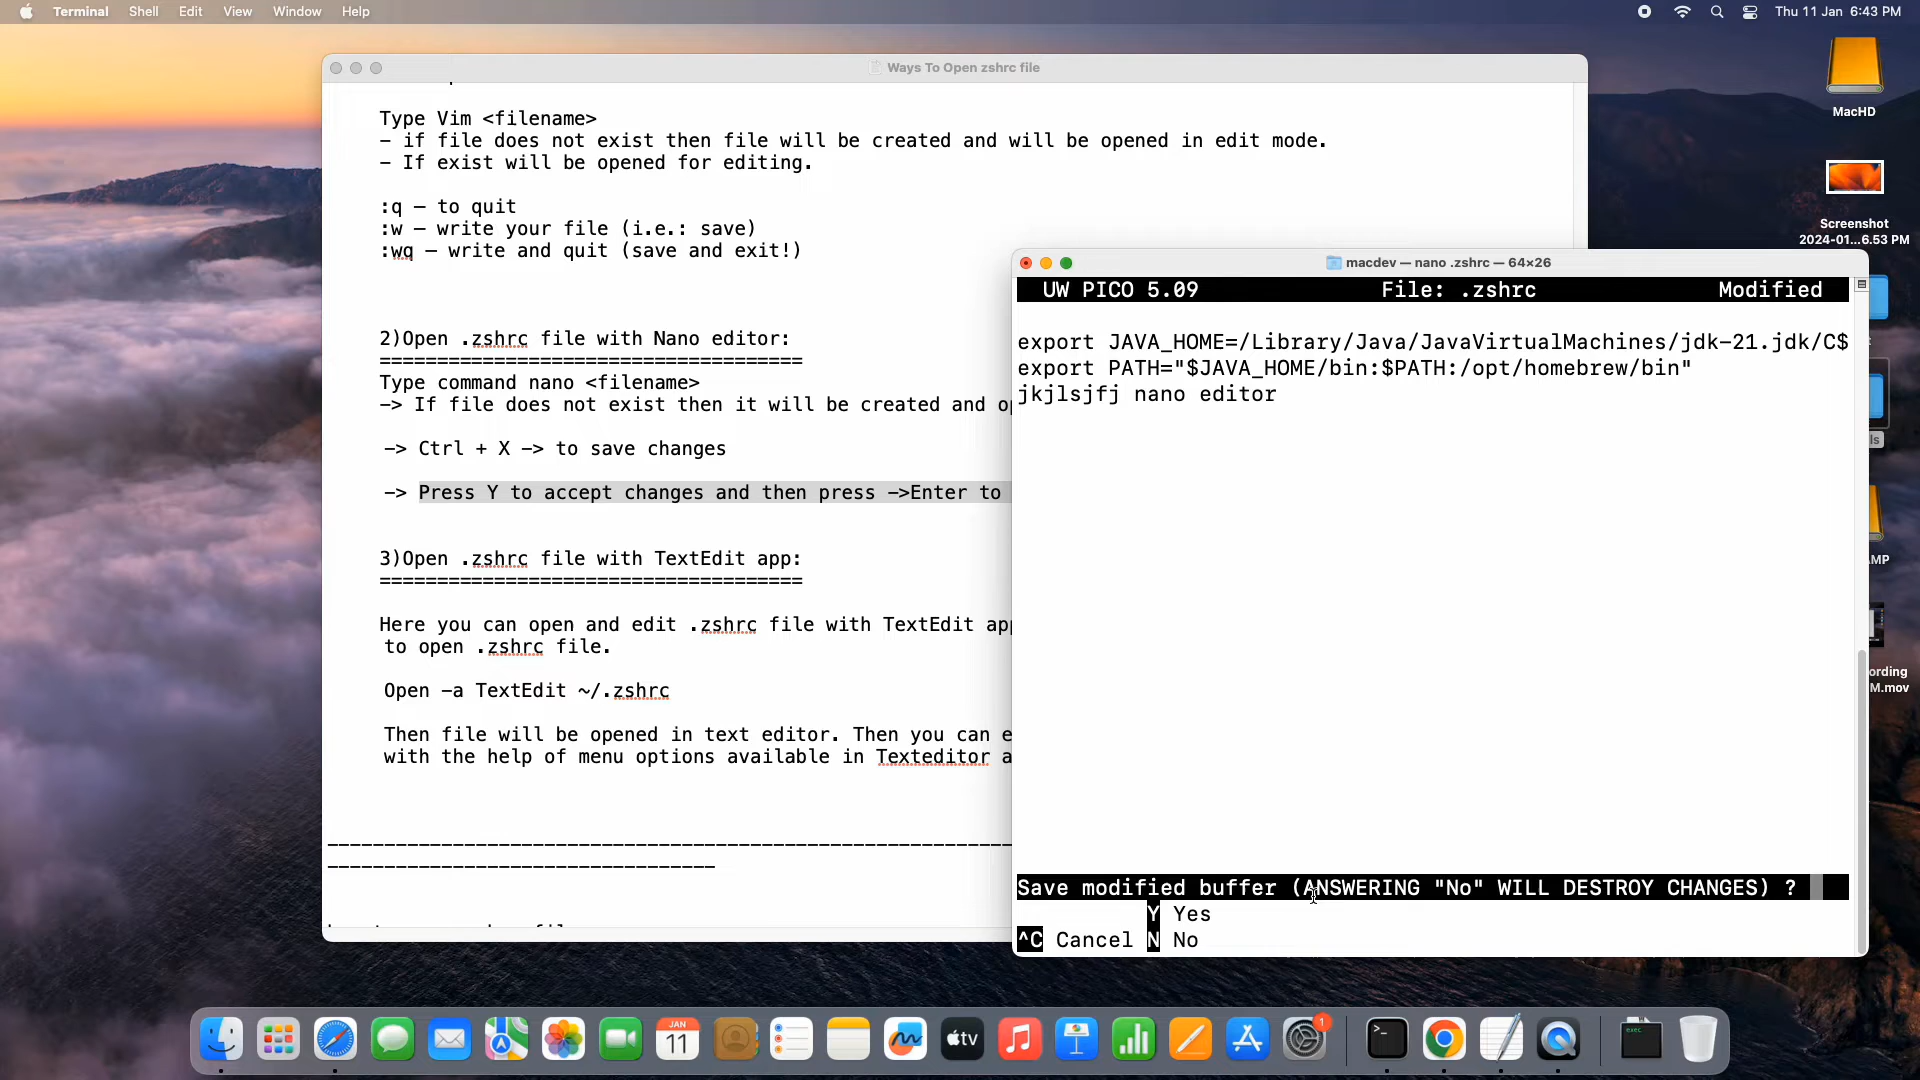 Terminal Shell Edit View Window Help
Thu 11 Jan 6:43 PM
MacHD
Screenshot
2024-01...6.53 PM
Ways To Open zshrc file
Type Vim <filename>
– if file does not exist then file will be created and will be opened in edit mode.
– If exist will be opened for editing.
:q – to quit
:w – write your file (i.e.: save)
:wq – write and quit (save and exit!)
2)Open .zshrc file with Nano editor:
=====================================
Type command nano <filename>
–> If file does not exist then it will be created and
–> Ctrl + X –> to save changes
–> Press Y to accept changes and then press –>Enter to
3)Open .zshrc file with TextEdit app:
=====================================
Here you can open and edit .zshrc file with TextEdit
to open .zshrc file.
Open –a TextEdit ~/.zshrc
Then file will be opened in text editor. Then you can
with the help of menu options available in Texteditor
macdev — nano .zshrc — 64×26
UW PICO 5.09 File: .zshrc Modified
export JAVA_HOME=/Library/Java/JavaVirtualMachines/jdk-21.jdk/C$
export PATH="$JAVA_HOME/bin:$PATH:/opt/homebrew/bin"
jkjlsjfj nano editor
Save modified buffer (ANSWERING "No" WILL DESTROY CHANGES) ?
Y Yes
^C Cancel N No
ls
MP
ording
M.mov
JAN
11
tv
1
exec